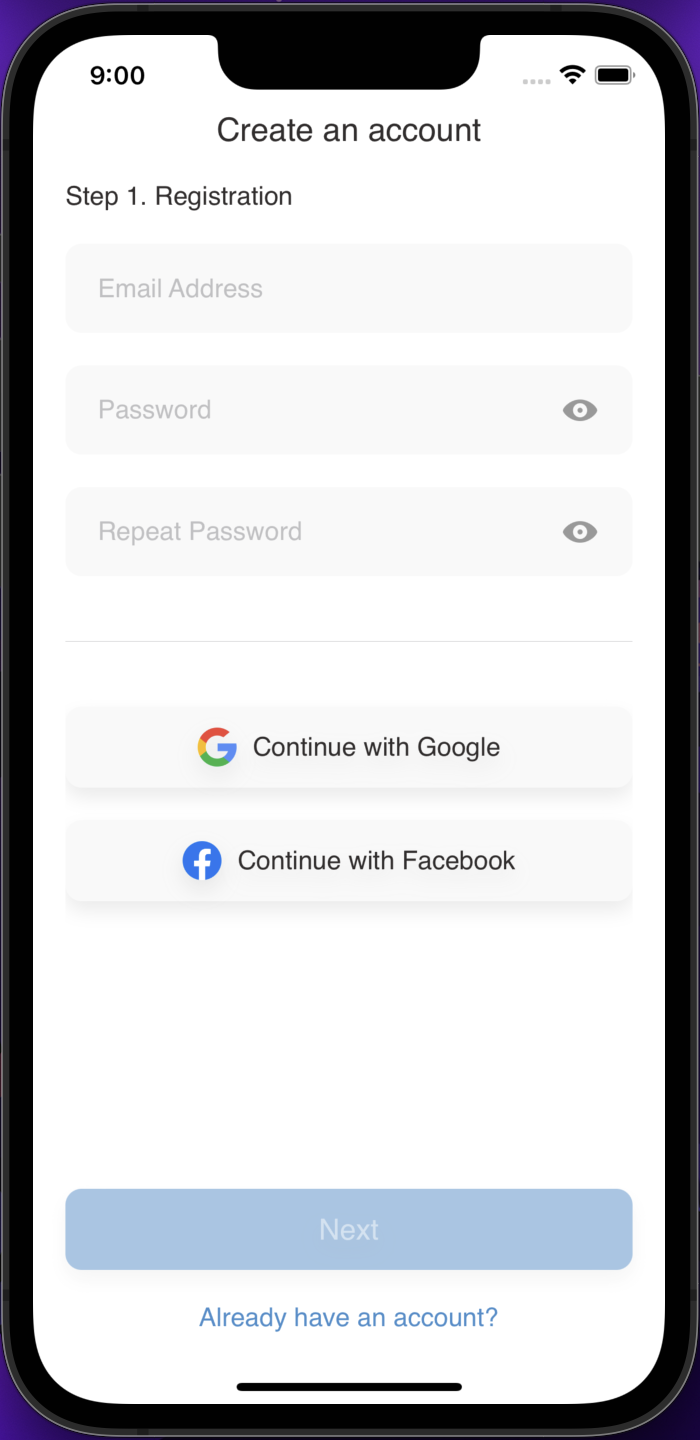 9:00
Create an account
Step 1. Registration
Email Address
Password
Repeat Password
Continue with Google
Continue with Facebook
Next
Already have an account?